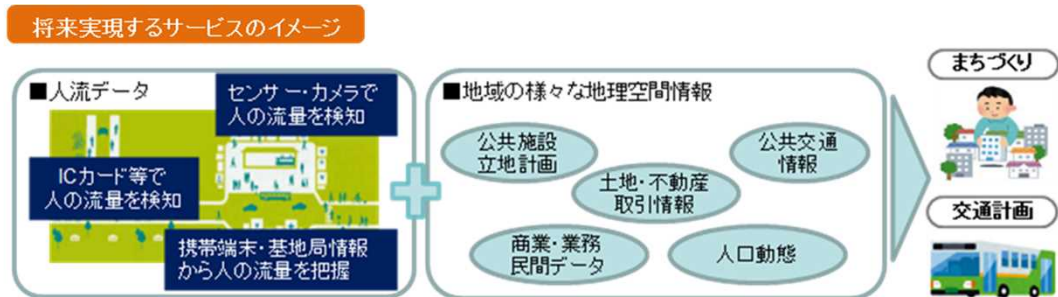 将来実現するサービスのイメージ
■人流データ
センサー・カメラで
人の流量を検知
ICカード等で
人の流量を検知
携帯端末・基地局情報
から人の流量を把握
■地域の様々な地理空間情報
公共施設
立地計画
公共交通
情報
土地・不動産
取引情報
商業・業務
民間データ
人口動態
まちづくり
交通計画